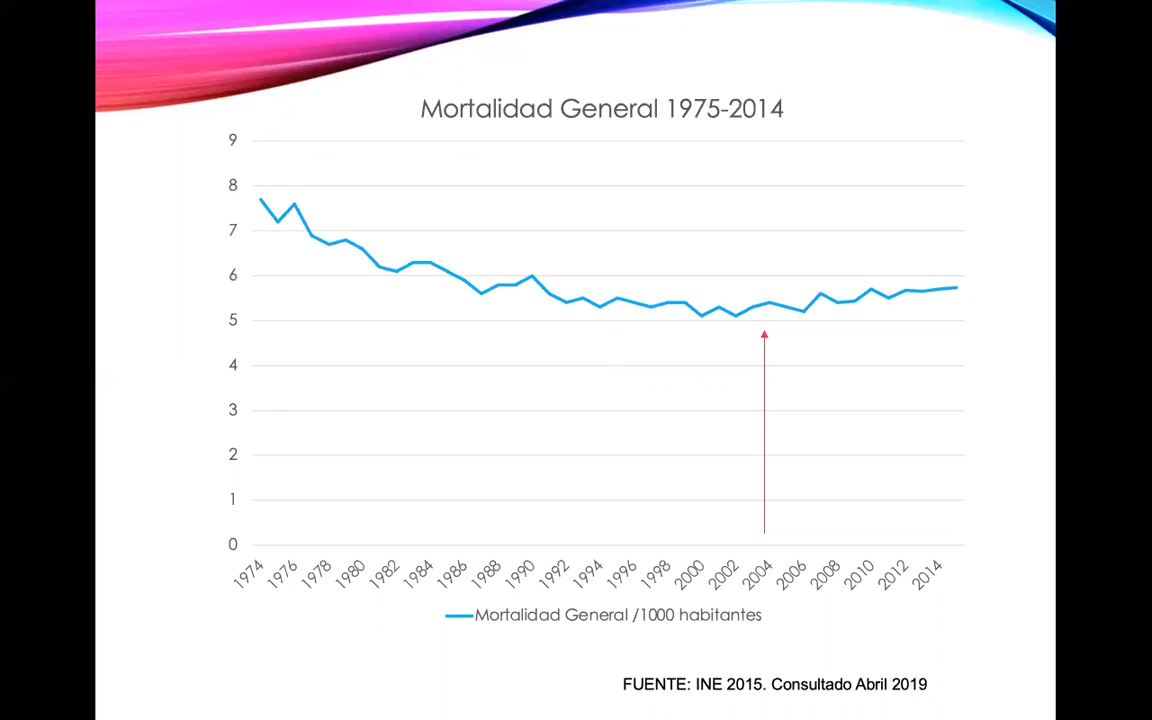 Mortalidad General 1975-2014
9
8
7
6
5
4
3
2
1
0
1974 1976 1978 1980 1982 1984 1986 1988 1990 1992 1994 1996 1998 2000 2002 2004 2006 2008 2010 2012 2014
Mortalidad General /1000 habitantes
FUENTE: INE 2015. Consultado Abril 2019